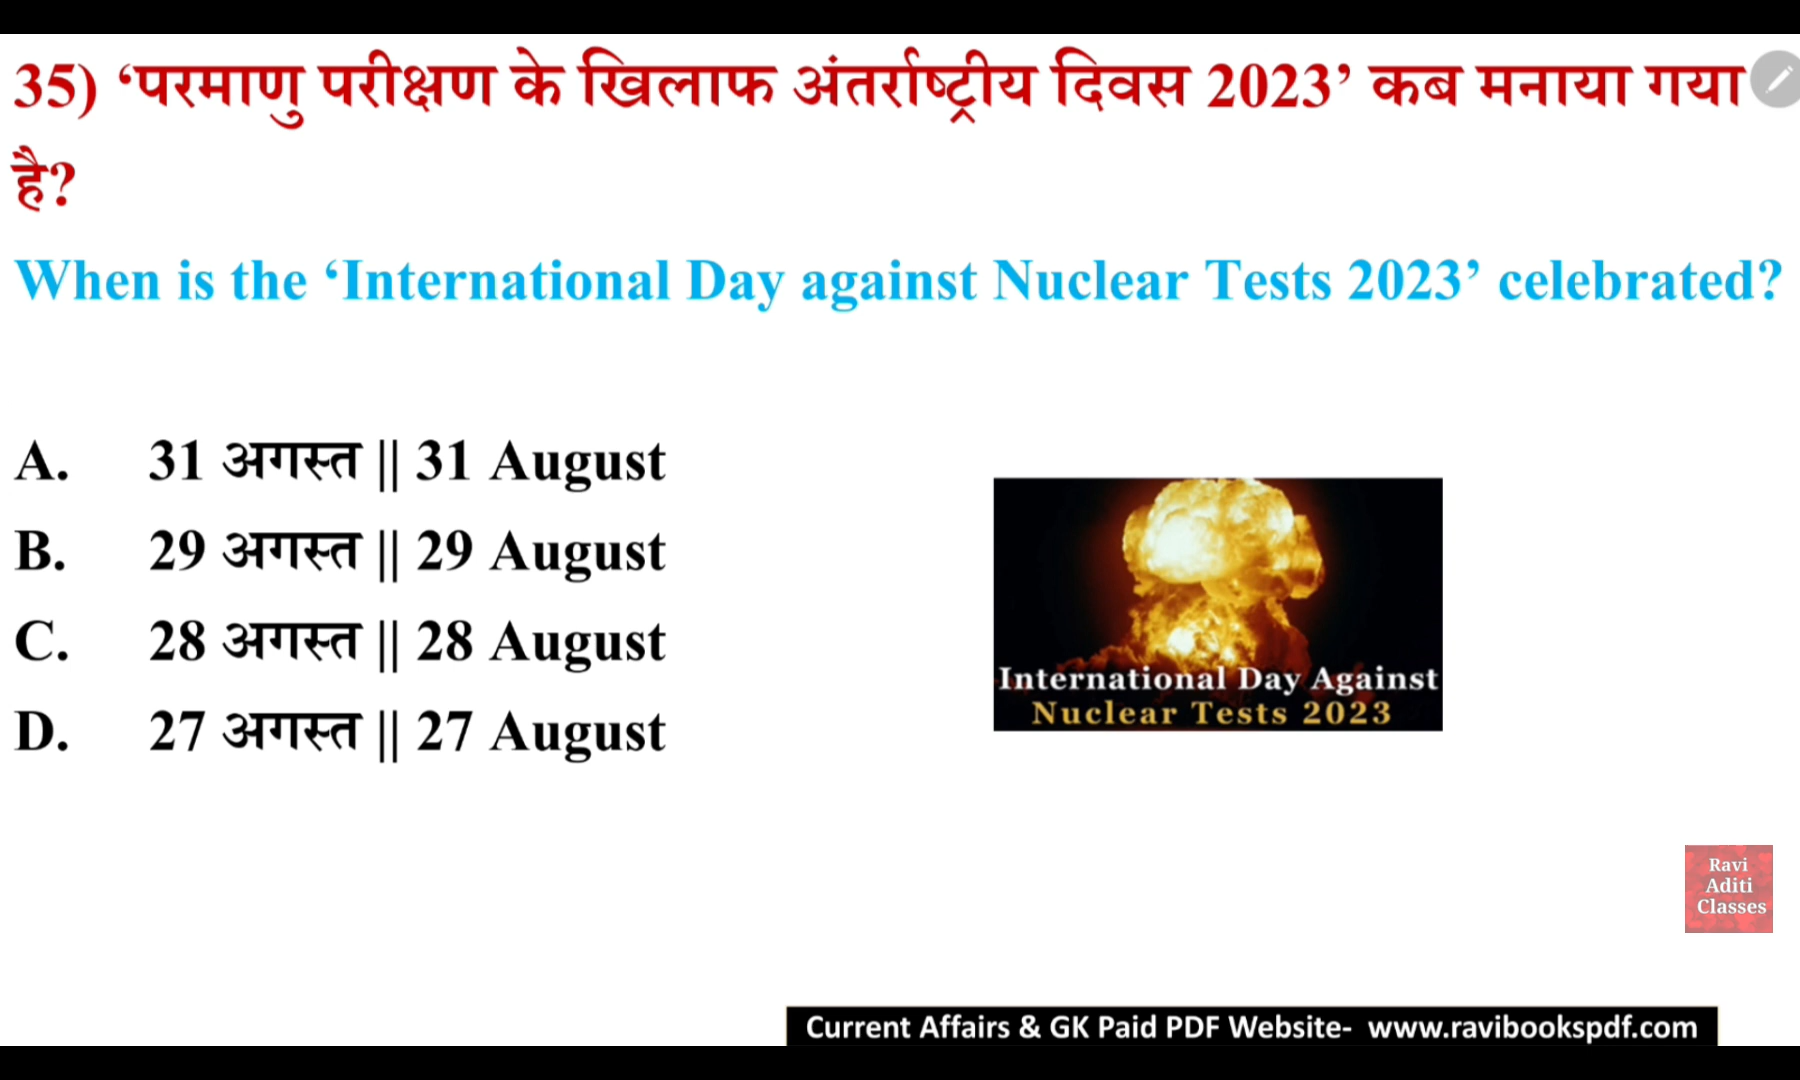 35) ‘परमाणु परीक्षण के खिलाफ अंतर्राष्ट्रीय दिवस 2023’ कब मनाया गया
है?
When is the ‘International Day against Nuclear Tests 2023’ celebrated?
A. 31 अगस्त || 31 August
B. 29 अगस्त || 29 August
C. 28 अगस्त || 28 August
D. 27 अगस्त || 27 August
International Day Against
Nuclear Tests 2023
Ravi
Aditi
Classes
Current Affairs & GK Paid PDF Website- www.ravibookspdf.com